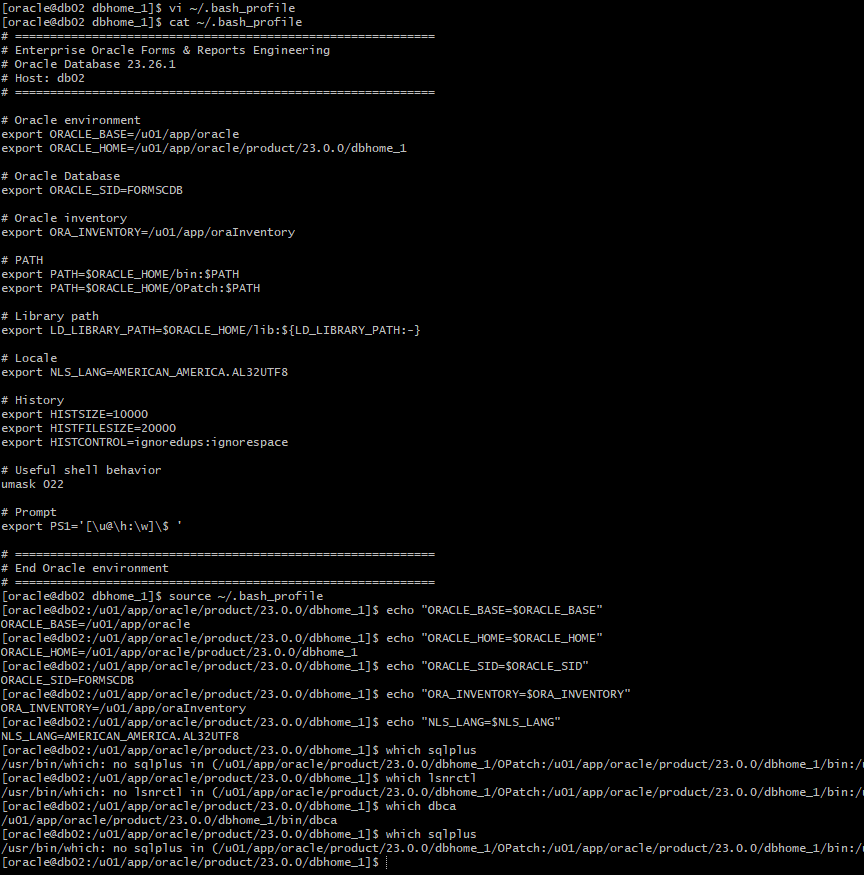 [oracle@db02 dbhome_1]$ vi ~/.bash_profile
[oracle@db02 dbhome_1]$ cat ~/.bash_profile
# ============================================================
# Enterprise Oracle Forms & Reports Engineering
# Oracle Database 23.26.1
# Host: db02
# ============================================================
# Oracle environment
export ORACLE_BASE=/u01/app/oracle
export ORACLE_HOME=/u01/app/oracle/product/23.0.0/dbhome_1
# Oracle Database
export ORACLE_SID=FORMSCDB
# Oracle inventory
export ORA_INVENTORY=/u01/app/oraInventory
# PATH
export PATH=$ORACLE_HOME/bin:$PATH
export PATH=$ORACLE_HOME/OPatch:$PATH
# Library path
export LD_LIBRARY_PATH=$ORACLE_HOME/lib:${LD_LIBRARY_PATH:-}
# Locale
export NLS_LANG=AMERICAN_AMERICA.AL32UTF8
# History
export HISTSIZE=10000
export HISTFILESIZE=20000
export HISTCONTROL=ignoredups:ignorespace
# Useful shell behavior
umask 022
# Prompt
export PS1='[\u@\h:\w]\$ '
# ============================================================
# End Oracle environment
# ============================================================
[oracle@db02 dbhome_1]$ source ~/.bash_profile
[oracle@db02:/u01/app/oracle/product/23.0.0/dbhome_1]$ echo "ORACLE_BASE=$ORACLE_BASE"
ORACLE_BASE=/u01/app/oracle
[oracle@db02:/u01/app/oracle/product/23.0.0/dbhome_1]$ echo "ORACLE_HOME=$ORACLE_HOME"
ORACLE_HOME=/u01/app/oracle/product/23.0.0/dbhome_1
[oracle@db02:/u01/app/oracle/product/23.0.0/dbhome_1]$ echo "ORACLE_SID=$ORACLE_SID"
ORACLE_SID=FORMSCDB
[oracle@db02:/u01/app/oracle/product/23.0.0/dbhome_1]$ echo "ORA_INVENTORY=$ORA_INVENTORY"
ORA_INVENTORY=/u01/app/oraInventory
[oracle@db02:/u01/app/oracle/product/23.0.0/dbhome_1]$ echo "NLS_LANG=$NLS_LANG"
NLS_LANG=AMERICAN_AMERICA.AL32UTF8
[oracle@db02:/u01/app/oracle/product/23.0.0/dbhome_1]$ which sqlplus
/usr/bin/which: no sqlplus in (/u01/app/oracle/product/23.0.0/dbhome_1/OPatch:/u01/app/oracle/product/23.0.0/dbhome_1/bin:/u
[oracle@db02:/u01/app/oracle/product/23.0.0/dbhome_1]$ which lsnrctl
/usr/bin/which: no lsnrctl in (/u01/app/oracle/product/23.0.0/dbhome_1/OPatch:/u01/app/oracle/product/23.0.0/dbhome_1/bin:/u
[oracle@db02:/u01/app/oracle/product/23.0.0/dbhome_1]$ which dbca
/u01/app/oracle/product/23.0.0/dbhome_1/bin/dbca
[oracle@db02:/u01/app/oracle/product/23.0.0/dbhome_1]$ which sqlplus
/usr/bin/which: no sqlplus in (/u01/app/oracle/product/23.0.0/dbhome_1/OPatch:/u01/app/oracle/product/23.0.0/dbhome_1/bin:/u
[oracle@db02:/u01/app/oracle/product/23.0.0/dbhome_1]$